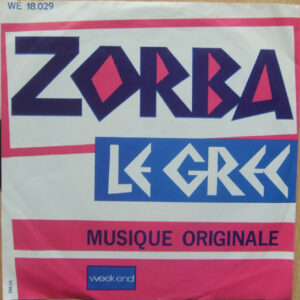 WE 18.029
ZORBA
LE GREC
MUSIQUE ORIGINALE
week end